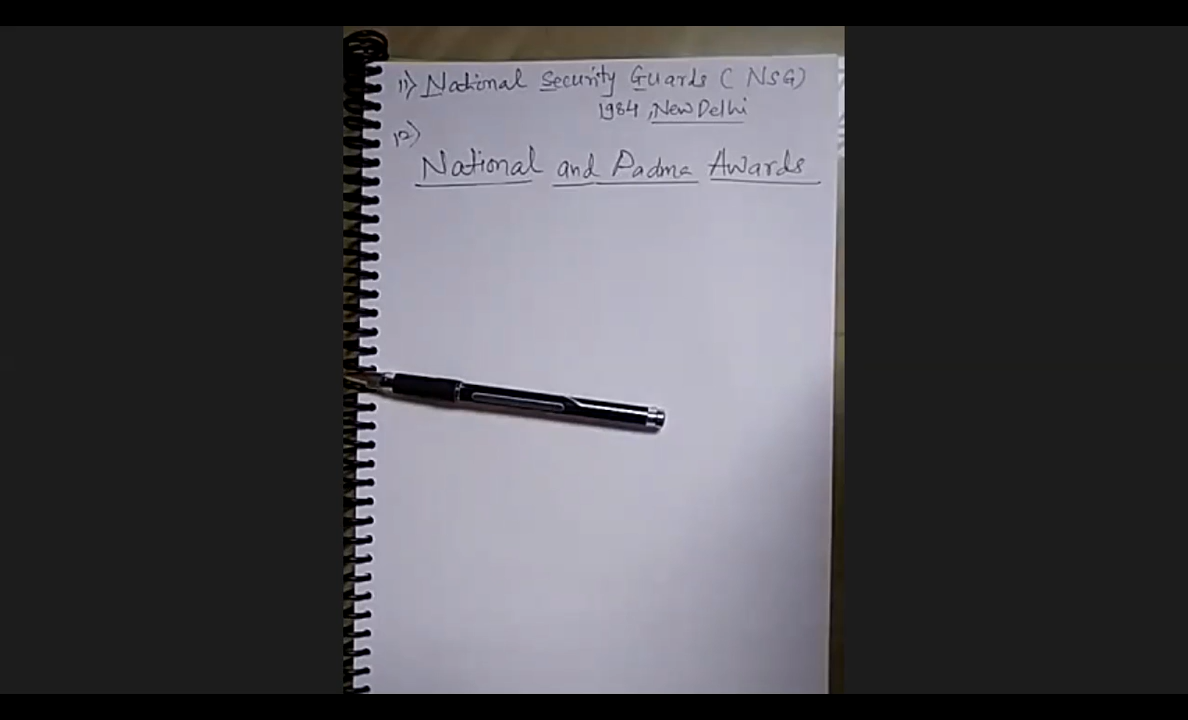 11) National Security Guards (NSG)
1984, New Delhi
12)
National and Padma Awards